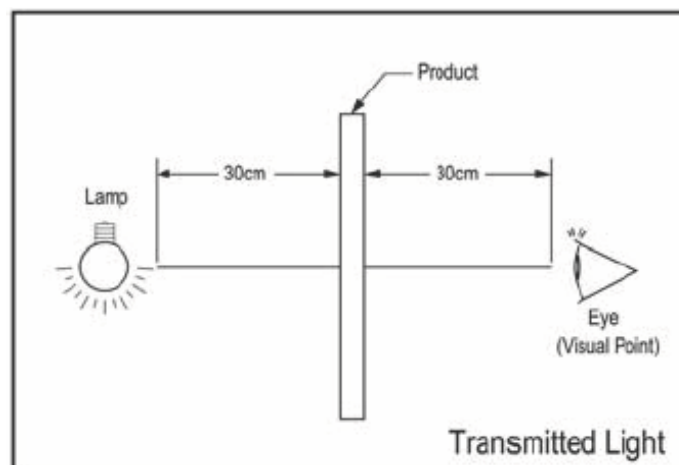 Product
30cm
30cm
Lamp
Eye
(Visual Point)
Transmitted Light